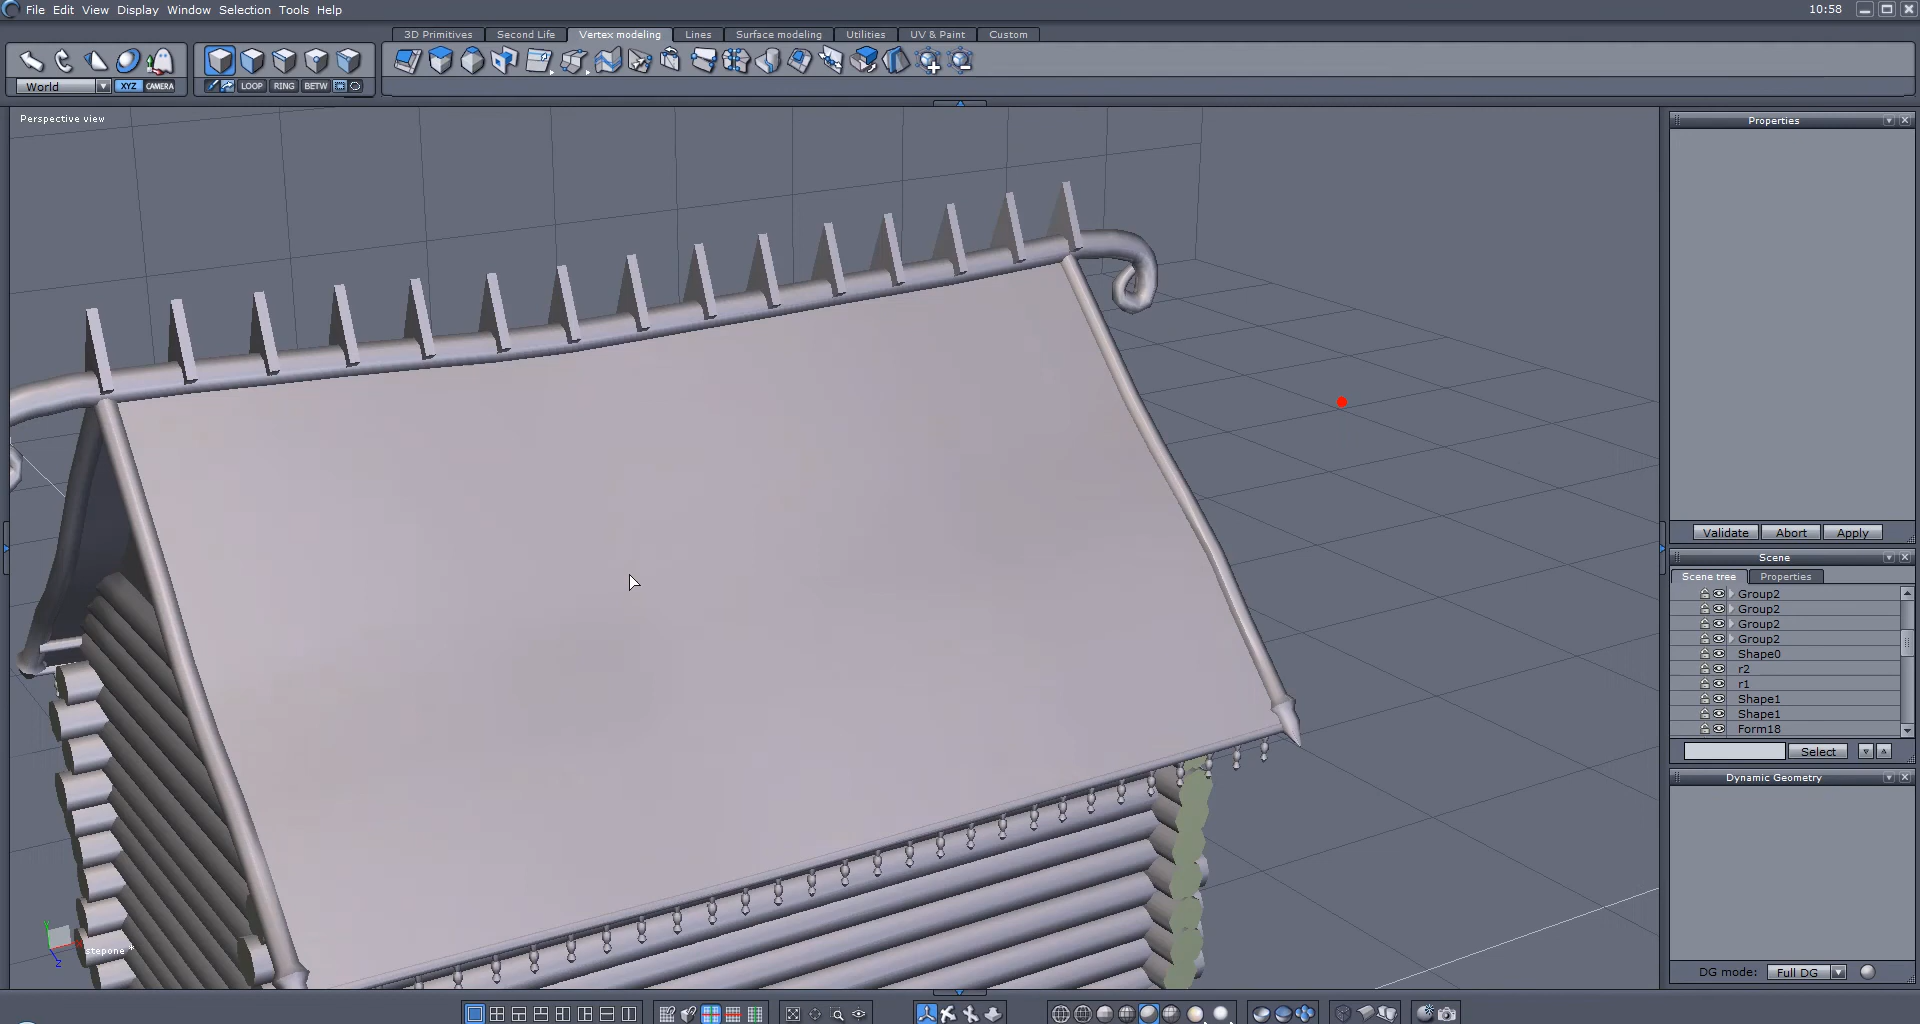 File Edit View Display Window Selection Tools Help
10:58
3D Primitives Second Life Vertex modeling Lines Surface modeling Utilities UV & Paint Custom
World XYZ CAMERA LOOP RING BETW
Perspective view
Properties
Validate Abort Apply
Scene
Scene tree Properties
Group2
Group2
Group2
Group2
Shape0
r2
r1
Shape1
Shape1
Form18
Select
Dynamic Geometry
stepone *
Z
DG mode: Full DG